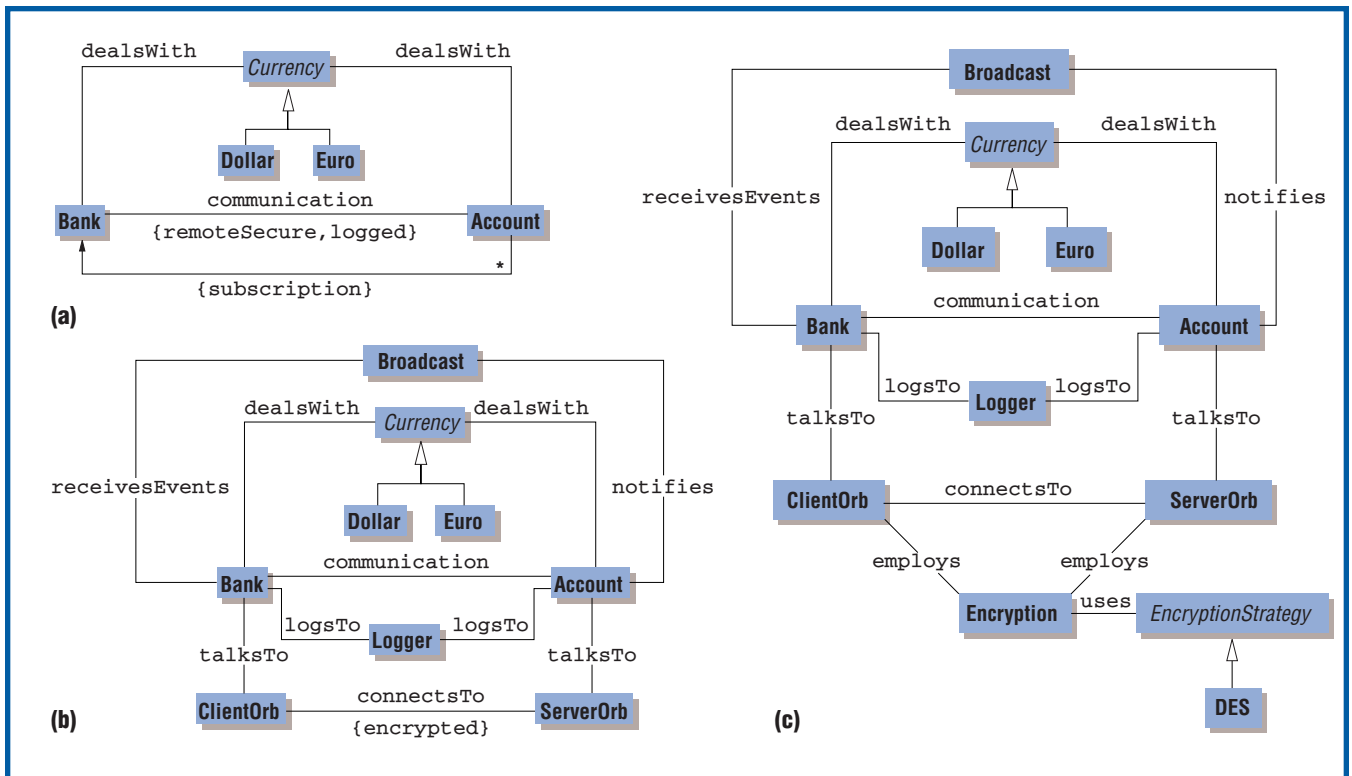 dealsWith
dealsWith
Currency
Dollar
Euro
communication
Bank
Account
{remoteSecure,logged}
*
{subscription}
(a)
Broadcast
dealsWith
dealsWith
Currency
receivesEvents
notifies
Dollar
Euro
communication
Bank
Account
logsTo
logsTo
Logger
talksTo
talksTo
connectsTo
ClientOrb
ServerOrb
{encrypted}
(b)
Broadcast
dealsWith
dealsWith
Currency
receivesEvents
notifies
Dollar
Euro
communication
Bank
Account
logsTo
logsTo
Logger
talksTo
talksTo
connectsTo
ClientOrb
ServerOrb
employs
employs
Encryption
uses
EncryptionStrategy
DES
(c)